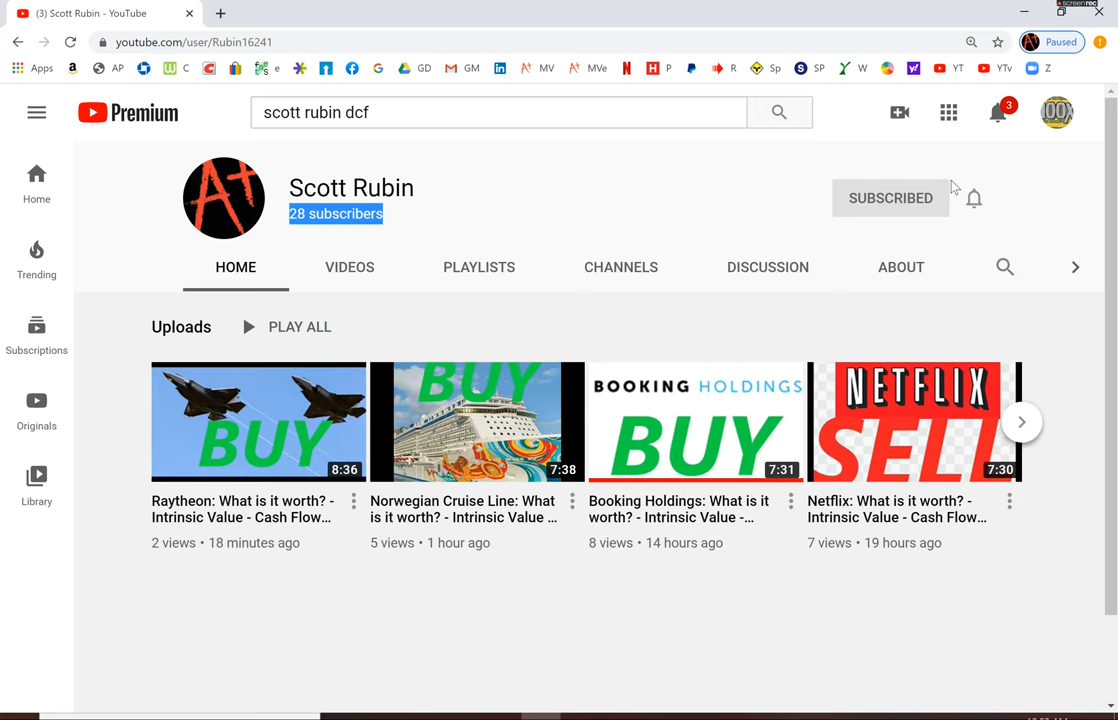 screenrec
(3) Scott Rubin - YouTube
youtube.com/user/Rubin16241
Paused
Apps AP C e GD GM MV MVe P R Sp SP W YT YTv Z
Premium
scott rubin dcf
3
100X
A+
Scott Rubin
28 subscribers
SUBSCRIBED
Home
Trending
Subscriptions
Originals
Library
HOME VIDEOS PLAYLISTS CHANNELS DISCUSSION ABOUT
Uploads PLAY ALL
BUY
8:36
BUY
7:38
BOOKING HOLDINGS
BUY
7:31
NETFLIX
SELL
7:30
Raytheon: What is it worth? -
Intrinsic Value - Cash Flow...
2 views • 18 minutes ago
Norwegian Cruise Line: What
is it worth? - Intrinsic Value ...
5 views • 1 hour ago
Booking Holdings: What is it
worth? - Intrinsic Value -...
8 views • 14 hours ago
Netflix: What is it worth? -
Intrinsic Value - Cash Flow...
7 views • 19 hours ago